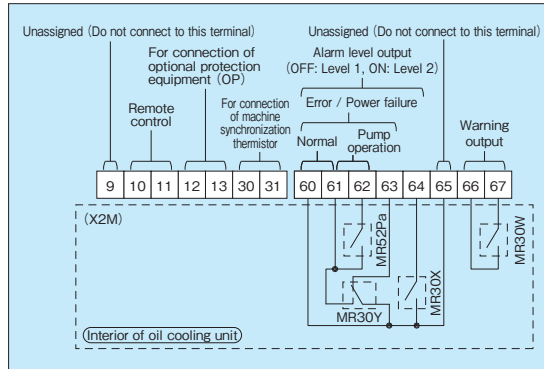 Unassigned (Do not connect to this terminal)
Unassigned (Do not connect to this terminal)
For connection of
optional protection
equipment (OP)
Alarm level output
(OFF: Level 1, ON: Level 2)
Remote
control
For connection
of machine
synchronization
thermistor
Error / Power failure
Normal
Pump
operation
Warning
output
9 10 11 12 13 30 31 60 61 62 63 64 65 66 67
(X2M)
MR52Pa
MR30Y
MR30X
MR30W
Interior of oil cooling unit